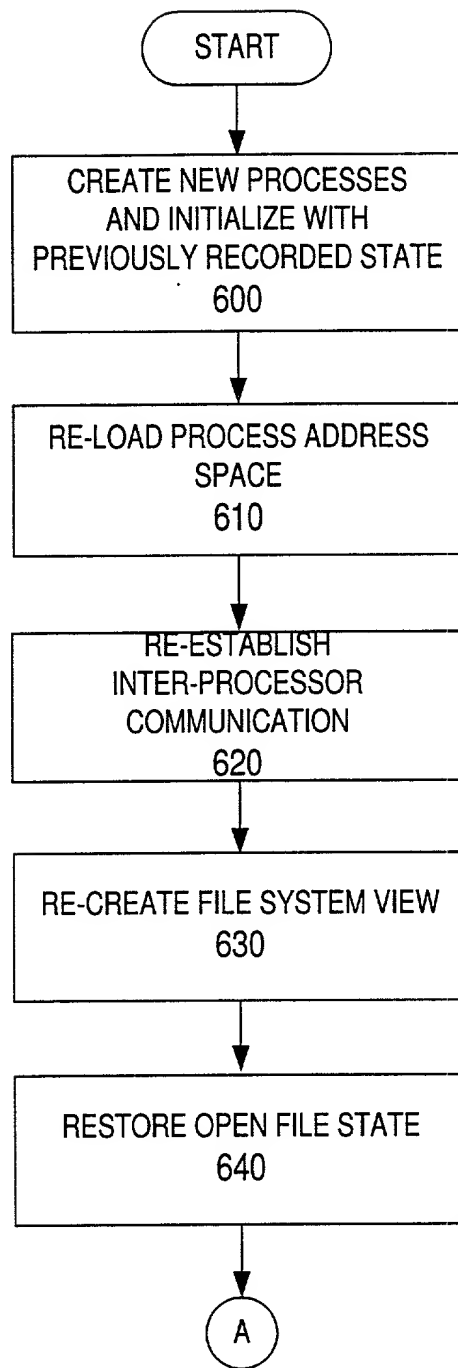 START
CREATE NEW PROCESSES
AND INITIALIZE WITH
PREVIOUSLY RECORDED STATE
600
RE-LOAD PROCESS ADDRESS
SPACE
610
RE-ESTABLISH
INTER-PROCESSOR
COMMUNICATION
620
RE-CREATE FILE SYSTEM VIEW
630
RESTORE OPEN FILE STATE
640
A